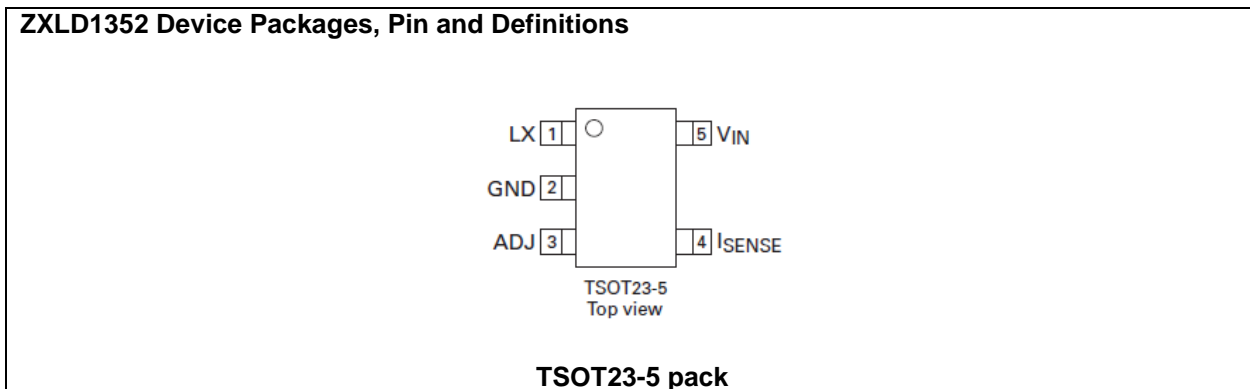 ZXLD1352 Device Packages, Pin and Definitions
LX 1 5 VIN
GND 2
ADJ 3 4 ISENSE
TSOT23-5
Top view
TSOT23-5 pack